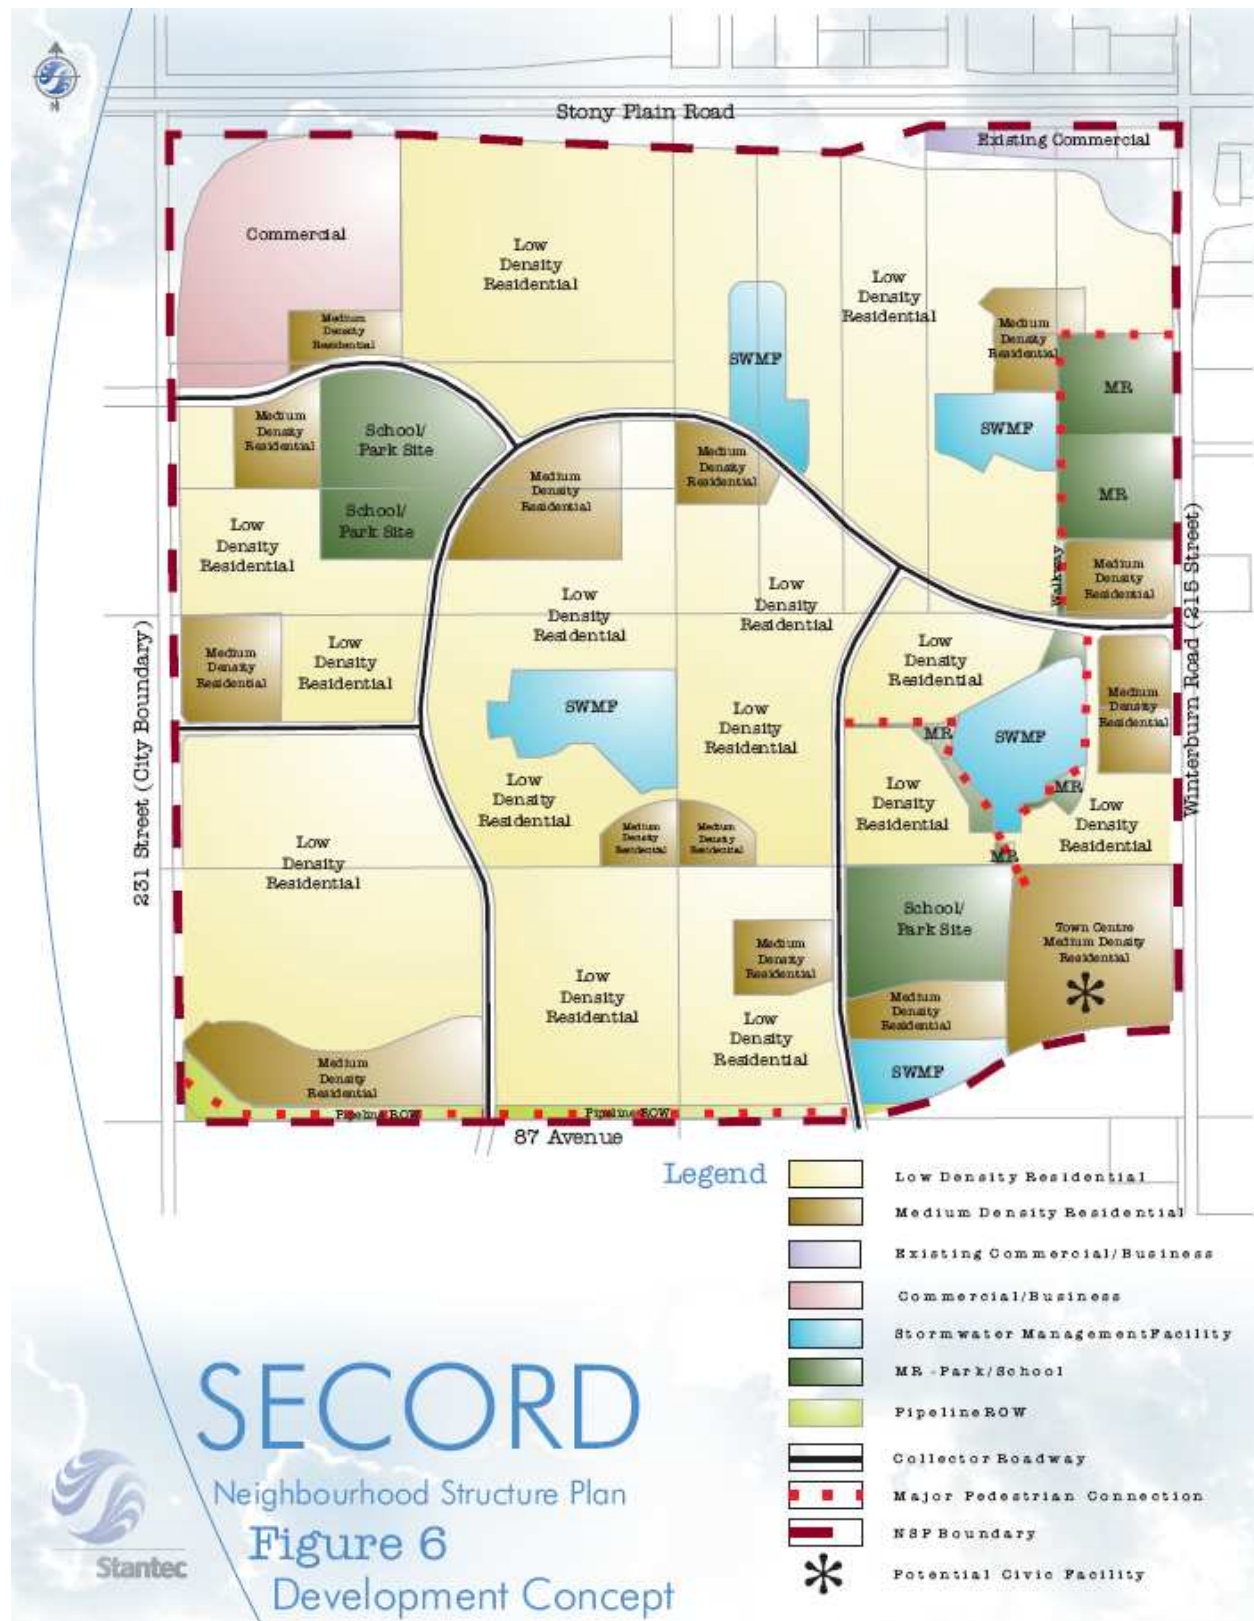 N
Stony Plain Road
Existing Commercial
Commercial
Low
Density
Residential
Low
Density
Residential
Medium
Density
Residential
Medium
Density
Residential
SWMF
MR
Medium
Density
Residential
School/
Park Site
SWMF
Medium
Density
Residential
Medium
Density
Residential
MR
School/
Park Site
Low
Density
Residential
Walkway
Medium
Density
Residential
Low
Density
Residential
Low
Density
Residential
Winterburn Road (215 Street)
231 Street (City Boundary)
Medium
Density
Residential
Low
Density
Residential
Low
Density
Residential
Medium
Density
Residential
SWMF
Low
Density
Residential
MR
SWMF
Low
Density
Residential
Low
Density
Residential
MR
Low
Density
Residential
Medium
Density
Residential
Medium
Density
Residential
Low
Density
Residential
MR
School/
Park Site
Town Centre
Medium Density
Residential
Medium
Density
Residential
Low
Density
Residential
Low
Density
Residential
Medium
Density
Residential
Medium
Density
Residential
SWMF
Pipeline ROW
Pipeline ROW
87 Avenue
Legend
Low Density Residential
Medium Density Residential
Existing Commercial/Business
Commercial/Business
Stormwater Management Facility
MR - Park/School
Pipeline ROW
Collector Roadway
Major Pedestrian Connection
NSP Boundary
Potential Civic Facility
SECORD
Neighbourhood Structure Plan
Figure 6
Development Concept
Stantec